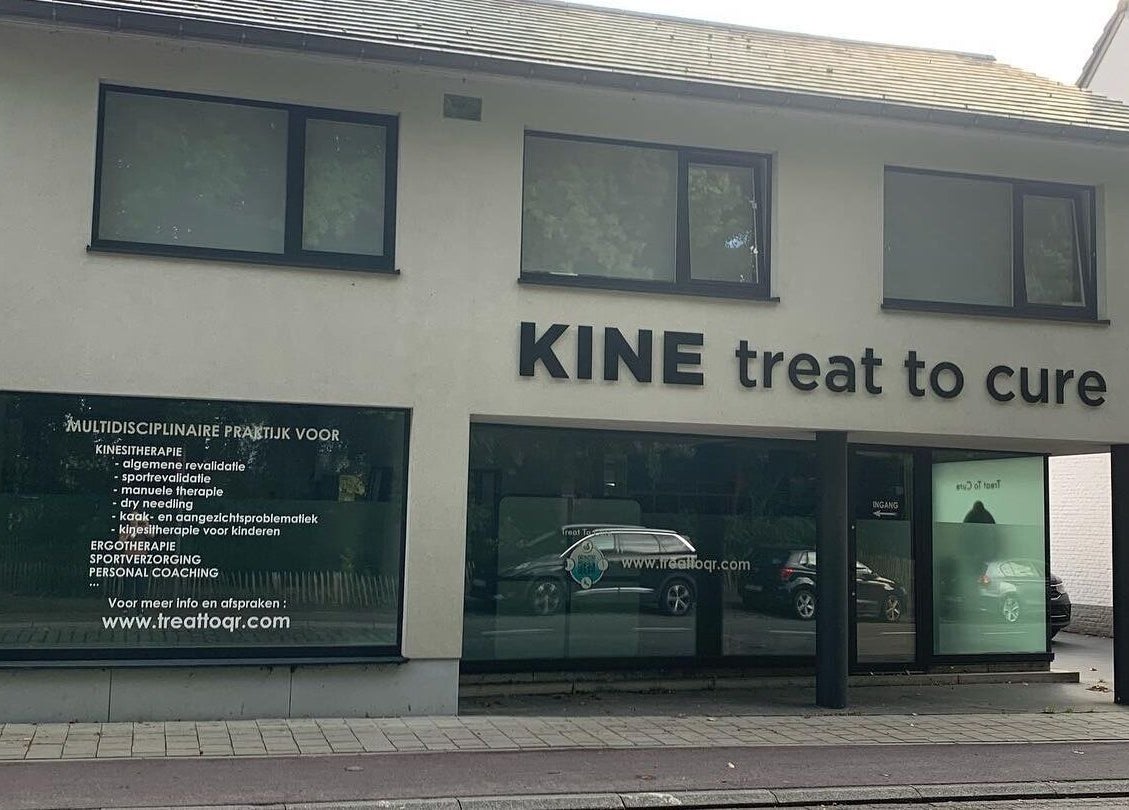 KINE treat to cure
MULTIDISCIPLINAIRE PRAKTIJK VOOR
KINESITHERAPIE
- algemene revalidatie
- sportrevalidatie
- manuele therapie
- dry needling
- kaak- en aangezichtsproblematiek
- kinesitherapie voor kinderen
ERGOTHERAPIE
SPORTVERZORGING
PERSONAL COACHING
...
Voor meer info en afspraken :
www.treattoqr.com
Treat To
www.treattoqr.com
INGANG
Treat To Cure